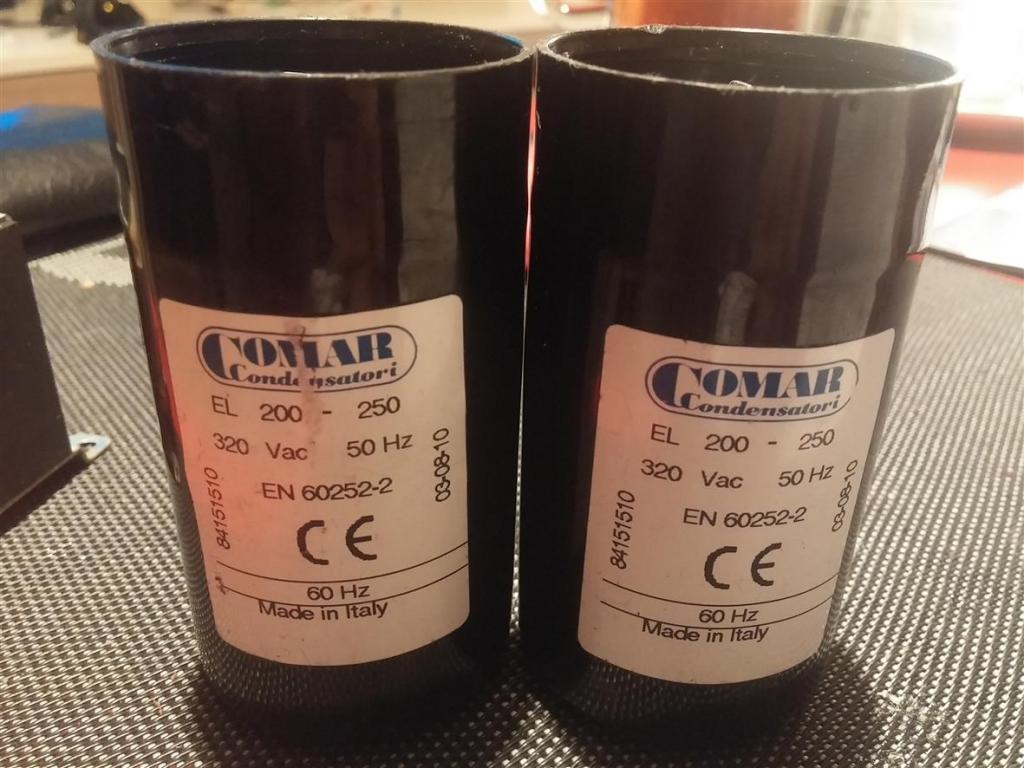 COMAR
Condensatori
EL 200 - 250
320 Vac 50 Hz
EN 60252-2
84151510
03-08-10
CE
60 Hz
Made in Italy
COMAR
Condensatori
EL 200 - 250
320 Vac 50 Hz
EN 60252-2
84151510
03-08-10
CE
60 Hz
Made in Italy